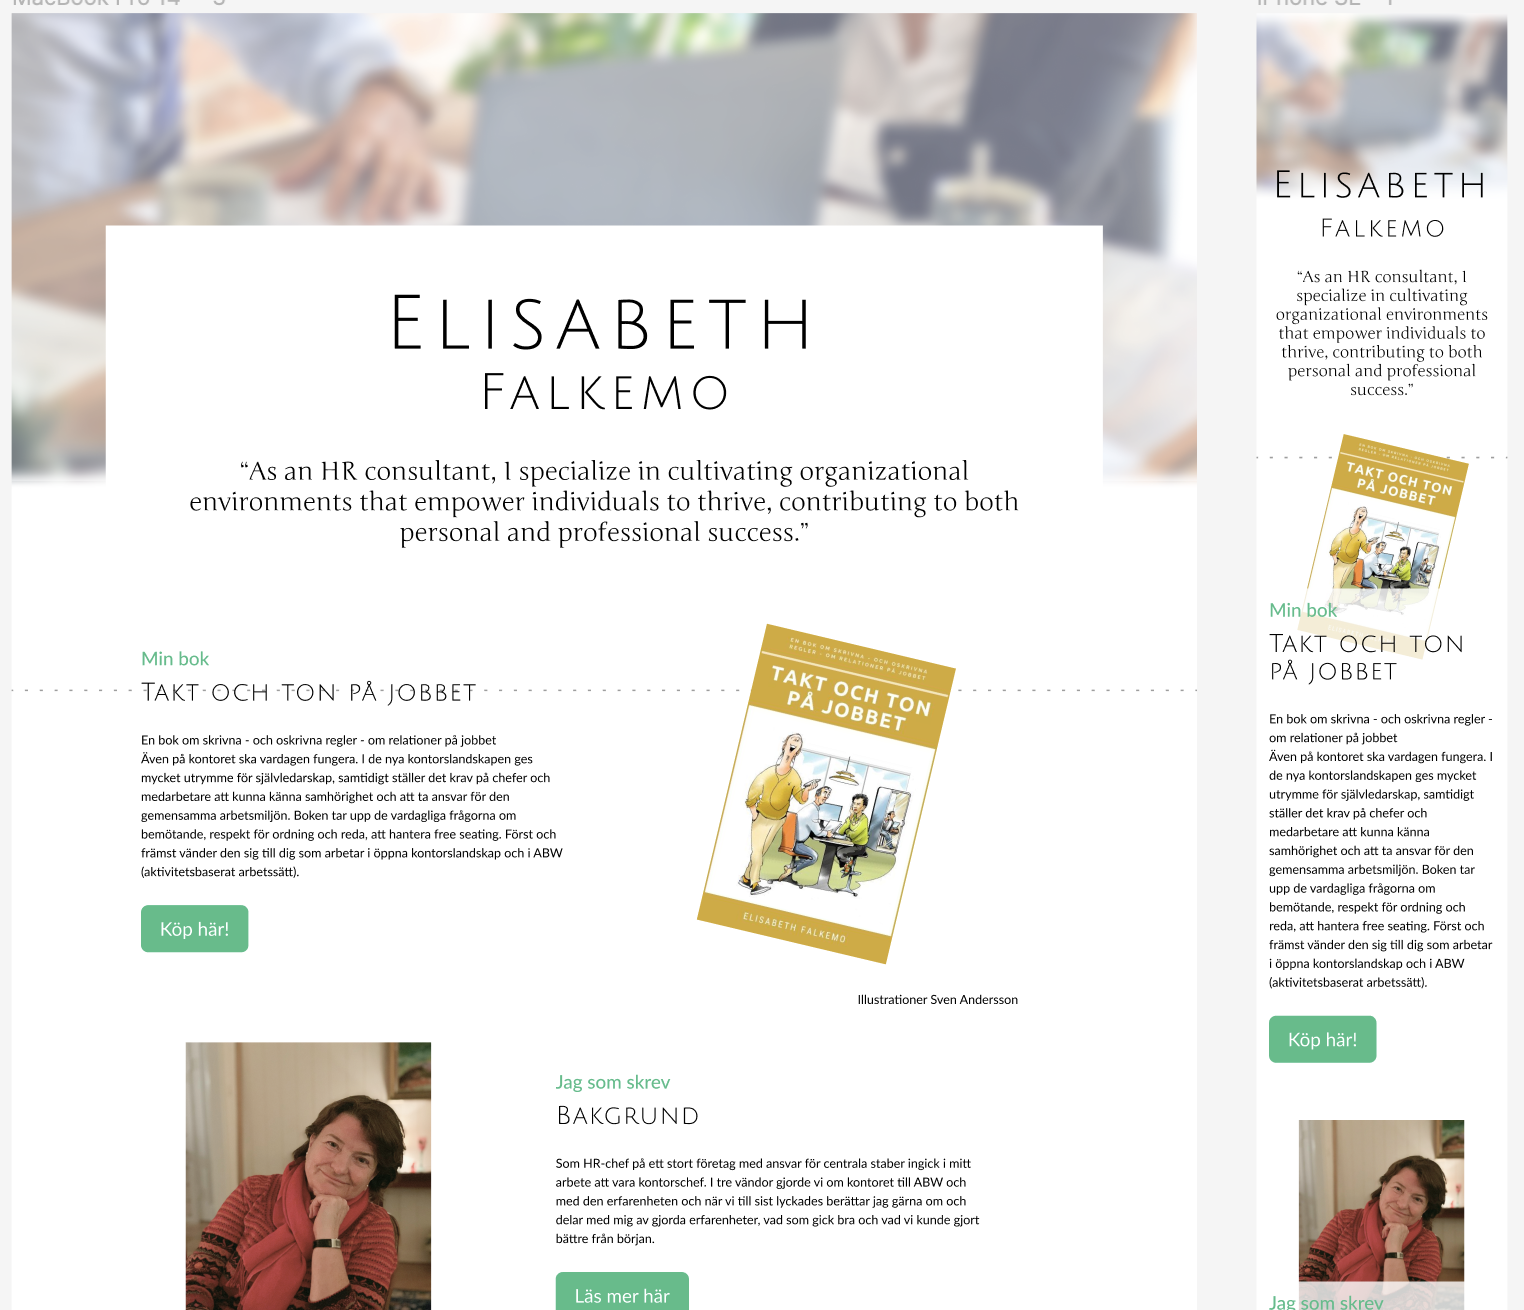 MacBook Pro 14" - 3
ELISABETH
FALKEMO
“As an HR consultant, I specialize in cultivating organizational
environments that empower individuals to thrive, contributing to both
personal and professional success.”
Min bok
TAKT OCH TON PÅ JOBBET
En bok om skrivna - och oskrivna regler - om relationer på jobbet
Även på kontoret ska vardagen fungera. I de nya kontorslandskapen ges
mycket utrymme för självledarskap, samtidigt ställer det krav på chefer och
medarbetare att kunna känna samhörighet och att ta ansvar för den
gemensamma arbetsmiljön. Boken tar upp de vardagliga frågorna om
bemötande, respekt för ordning och reda, att hantera free seating. Först och
främst vänder den sig till dig som arbetar i öppna kontorslandskap och i ABW
(aktivitetsbaserat arbetssätt).
Köp här!
EN BOK OM SKRIVNA - OCH OSKRIVNA
REGLER - OM RELATIONER PÅ JOBBET
TAKT OCH TON
PÅ JOBBET
ELISABETH FALKEMO
Illustrationer Sven Andersson
Jag som skrev
BAKGRUND
Som HR-chef på ett stort företag med ansvar för centrala staber ingick i mitt
arbete att vara kontorschef. I tre vändor gjorde vi om kontoret till ABW och
med den erfarenheten och när vi till sist lyckades berättar jag gärna om och
delar med mig av gjorda erfarenheter, vad som gick bra och vad vi kunde gjort
bättre från början.
Läs mer här
iPhone SE - 1
ELISABETH
FALKEMO
“As an HR consultant, I
specialize in cultivating
organizational environments
that empower individuals to
thrive, contributing to both
personal and professional
success.”
EN BOK OM SKRIVNA - OCH OSKRIVNA
REGLER - OM RELATIONER PÅ JOBBET
TAKT OCH TON
PÅ JOBBET
Min bok
TAKT OCH TON
PÅ JOBBET
En bok om skrivna - och oskrivna regler -
om relationer på jobbet
Även på kontoret ska vardagen fungera. I
de nya kontorslandskapen ges mycket
utrymme för självledarskap, samtidigt
ställer det krav på chefer och
medarbetare att kunna känna
samhörighet och att ta ansvar för den
gemensamma arbetsmiljön. Boken tar
upp de vardagliga frågorna om
bemötande, respekt för ordning och
reda, att hantera free seating. Först och
främst vänder den sig till dig som arbetar
i öppna kontorslandskap och i ABW
(aktivitetsbaserat arbetssätt).
Köp här!
Jag som skrev